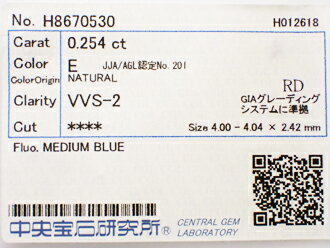 No. H8670530 H012618
Carat 0.254 ct
Color E JJA/AGL認定No. 201
ColorOrigin NATURAL RD
Clarity VVS-2 GIAグレーディング
システムに準拠
Cut **** Size 4.00 - 4.04 × 2.42 mm
Fluo. MEDIUM BLUE
中央宝石研究所® CENTRAL GEM
LABORATORY